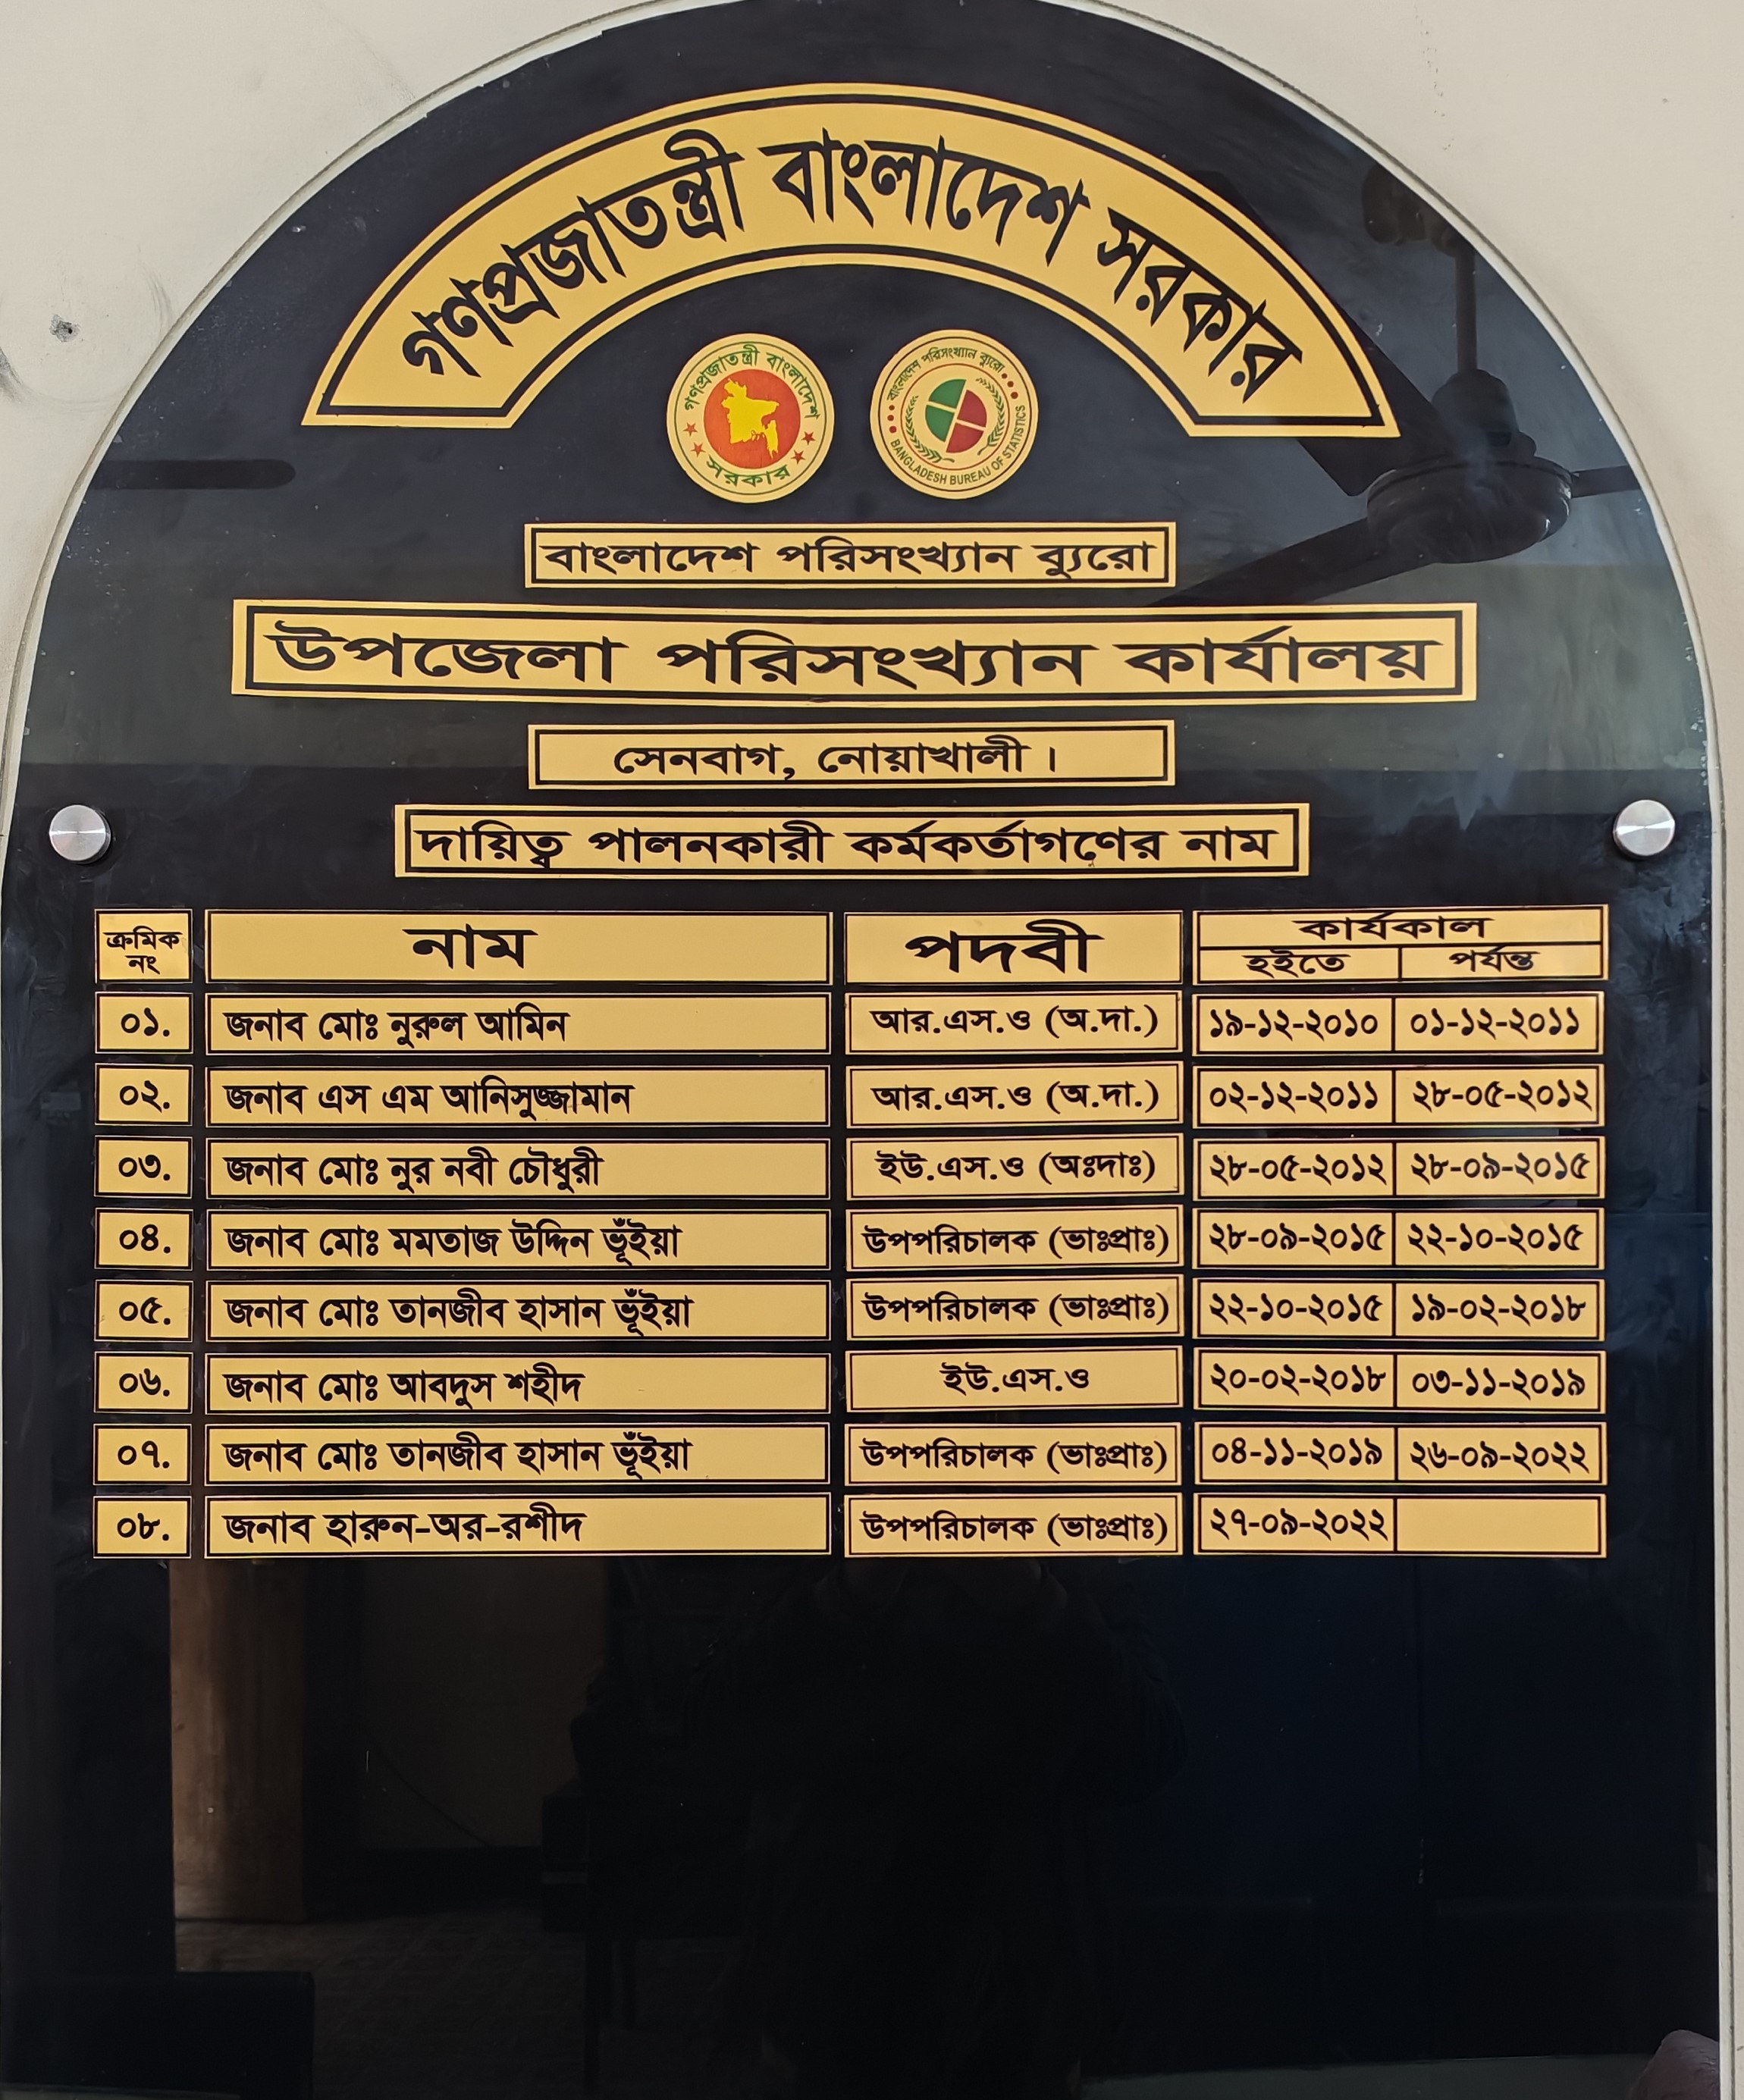 গণপ্রজাতন্ত্রী বাংলাদেশ সরকার
গণপ্রজাতন্ত্রী বাংলাদেশ
সরকার
বাংলাদেশ পরিসংখ্যান ব্যুরো
BANGLADESH BUREAU OF STATISTICS
বাংলাদেশ পরিসংখ্যান ব্যুরো
উপজেলা পরিসংখ্যান কার্যালয়
সেনবাগ, নোয়াখালী।
দায়িত্ব পালনকারী কর্মকর্তাগণের নাম
ক্রমিক নং নাম পদবী কার্যকাল
হইতে পর্যন্ত
০১. জনাব মোঃ নুরুল আমিন আর.এস.ও (অ.দা.) ১৯-১২-২০১০ ০১-১২-২০১১
০২. জনাব এস এম আনিসুজ্জামান আর.এস.ও (অ.দা.) ০২-১২-২০১১ ২৮-০৫-২০১২
০৩. জনাব মোঃ নুর নবী চৌধুরী ইউ.এস.ও (অঃদাঃ) ২৮-০৫-২০১২ ২৮-০৯-২০১৫
০৪. জনাব মোঃ মমতাজ উদ্দিন ভূঁইয়া উপপরিচালক (ভাঃপ্রাঃ) ২৮-০৯-২০১৫ ২২-১০-২০১৫
০৫. জনাব মোঃ তানজীব হাসান ভূঁইয়া উপপরিচালক (ভাঃপ্রাঃ) ২২-১০-২০১৫ ১৯-০২-২০১৮
০৬. জনাব মোঃ আবদুস শহীদ ইউ.এস.ও ২০-০২-২০১৮ ০৩-১১-২০১৯
০৭. জনাব মোঃ তানজীব হাসান ভূঁইয়া উপপরিচালক (ভাঃপ্রাঃ) ০৪-১১-২০১৯ ২৬-০৯-২০২২
০৮. জনাব হারুন-অর-রশীদ উপপরিচালক (ভাঃপ্রাঃ) ২৭-০৯-২০২২